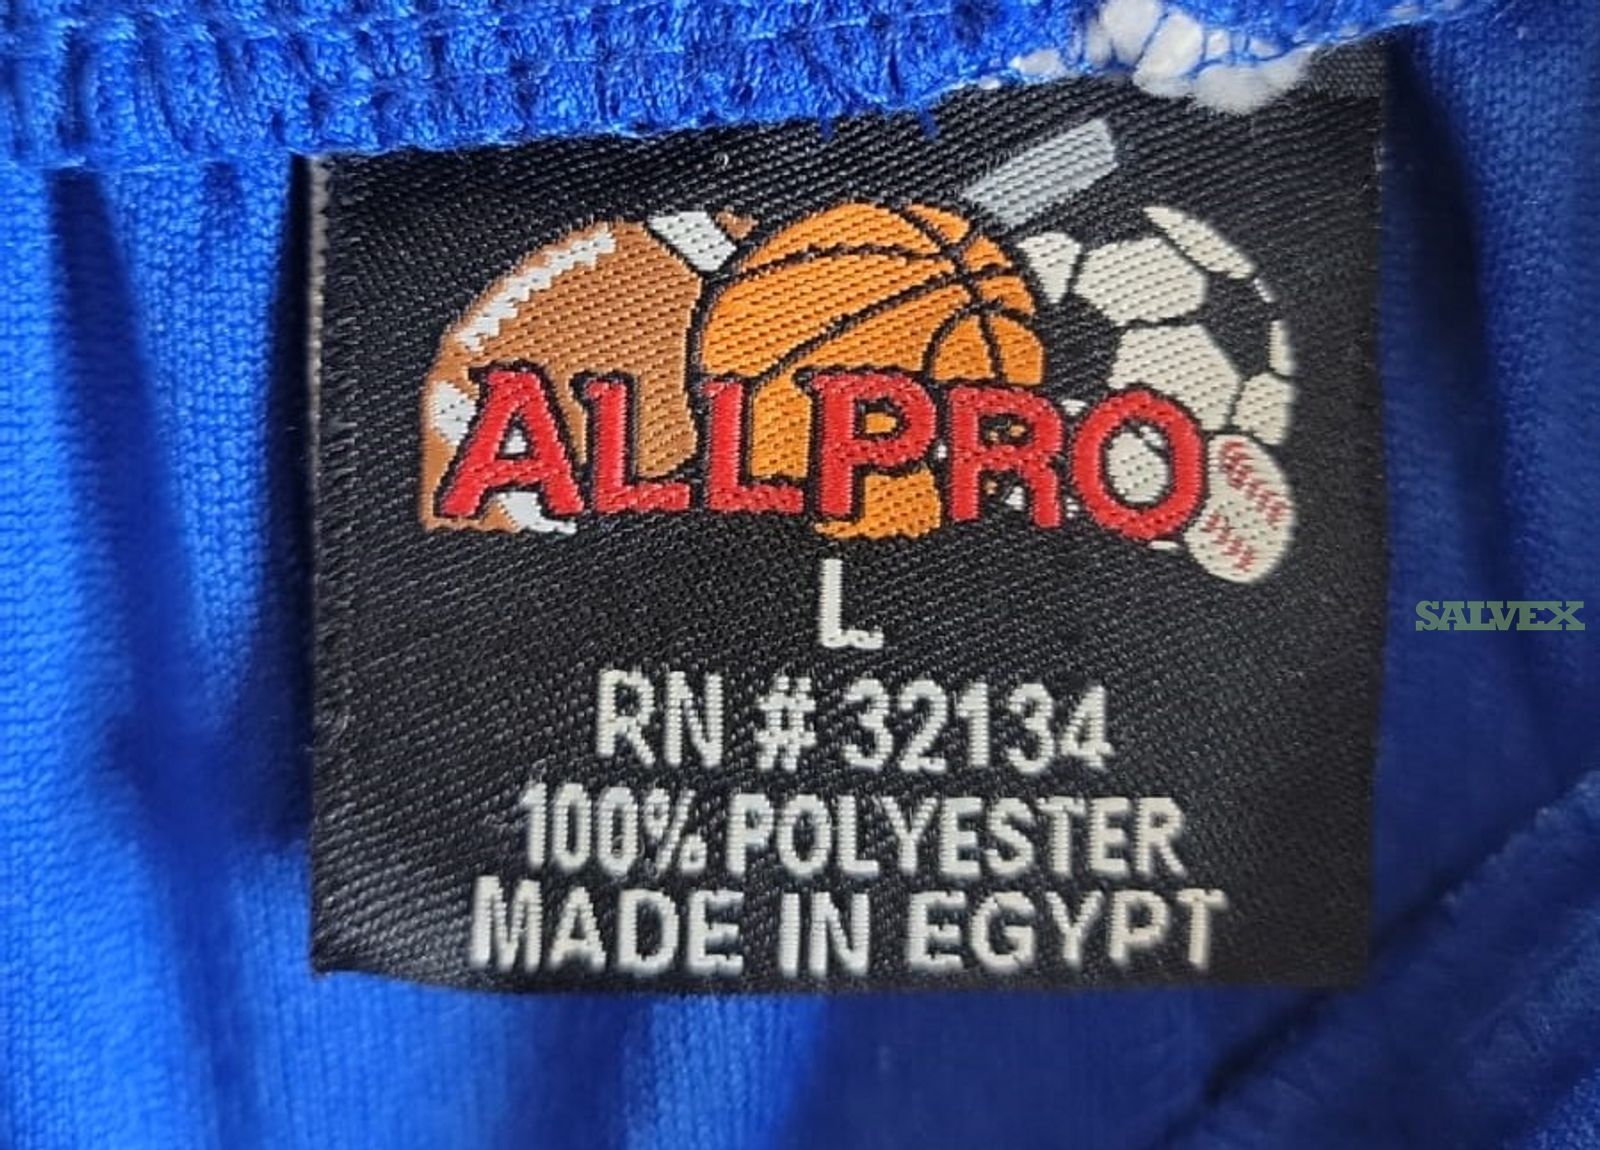 ALLPRO
L
RN # 32134
100% POLYESTER
MADE IN EGYPT
SALVEX